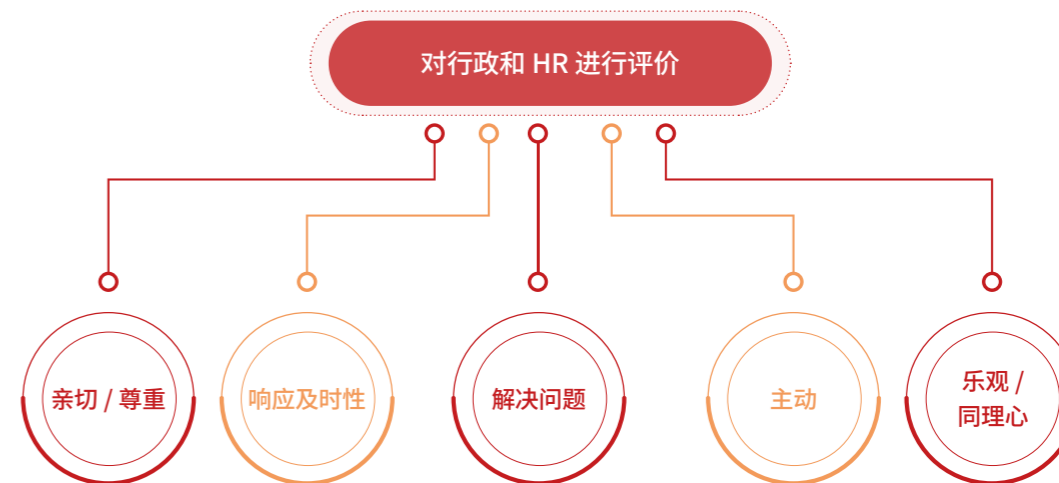 对行政和 HR 进行评价
亲切 / 尊重
响应及时性
解决问题
主动
乐观 /
同理心